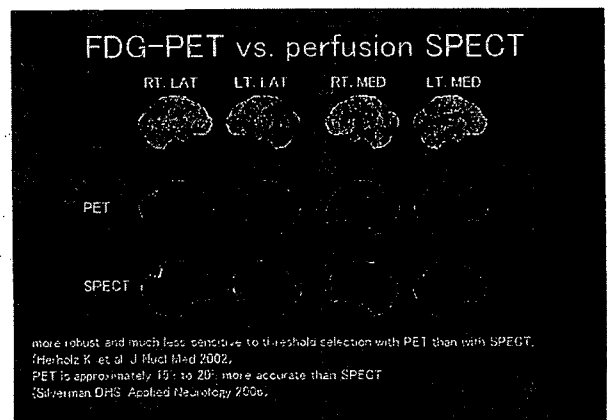 FDG-PET vs. perfusion SPECT
RT. LAT LT. LAT RT. MED LT. MED
PET
SPECT
more robust and much less sensitive to threshold selection with PET than with SPECT.
(Herholz K. et al. J Nucl Med 2002)
PET is approximately 15% to 20% more accurate than SPECT
(Silverman DHS. Applied Neurology